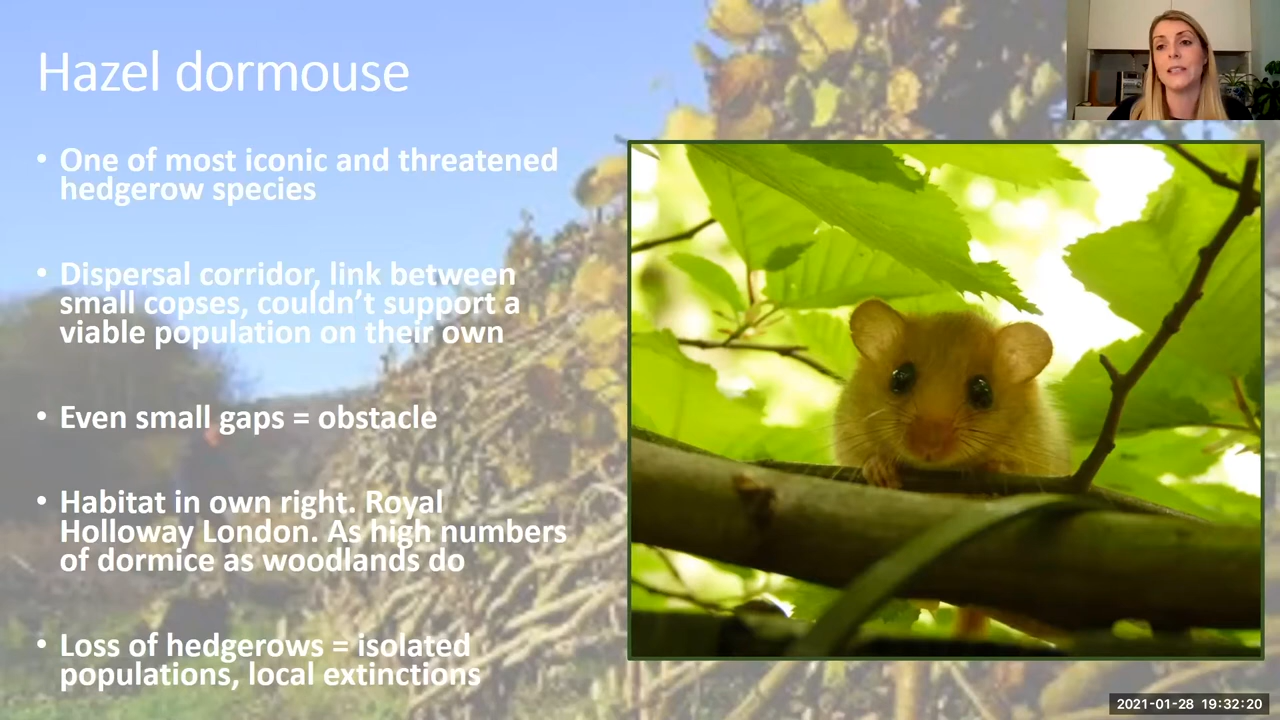 Hazel dormouse
• One of most iconic and threatened
hedgerow species
• Dispersal corridor, link between
small copses, couldn't support a
viable population on their own
• Even small gaps = obstacle
• Habitat in own right. Royal
Holloway London. As high numbers
of dormice as woodlands do
• Loss of hedgerows = isolated
populations, local extinctions
2021-01-28 19:32:20